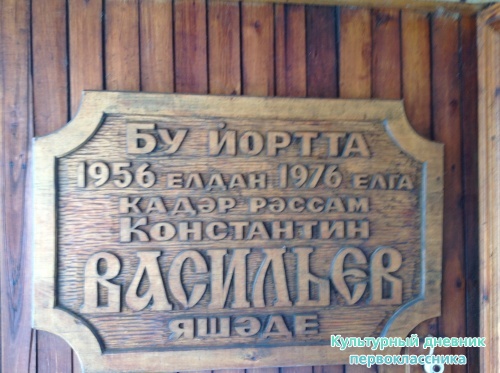 Бу йортта
1956 елдан 1976 елга
кадәр рәссам
Константин
Васильев
яшәде
Культурный дневник
первоклассника